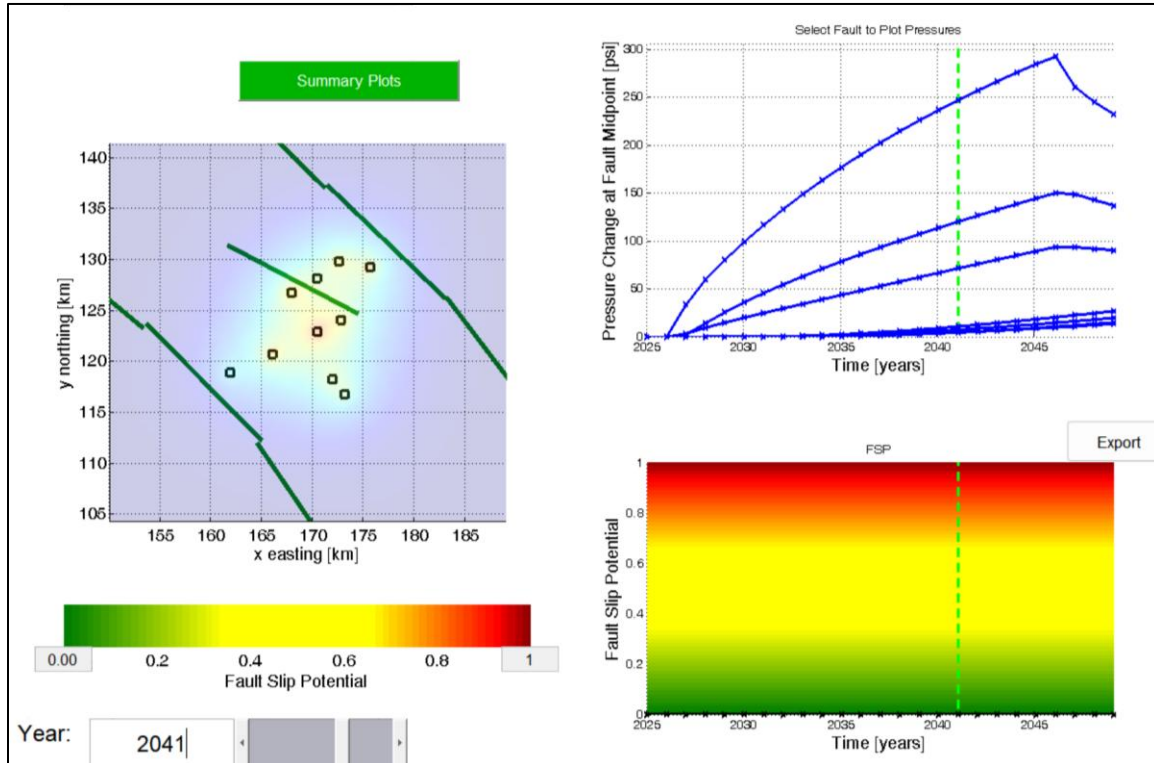 Summary Plots
y northing [km]
140
135
130
125
120
115
110
105
155 160 165 170 175 180 185
x easting [km]
0.00 0.2 0.4 0.6 0.8 1
Fault Slip Potential
Year: 2041
Select Fault to Plot Pressures
Pressure Change at Fault Midpoint [psi]
300
250
200
150
100
50
0
2025 2030 2035 2040 2045
Time [years]
Export
FSP
Fault Slip Potential
1
0.8
0.6
0.4
0.2
0
2025 2030 2035 2040 2045
Time [years]